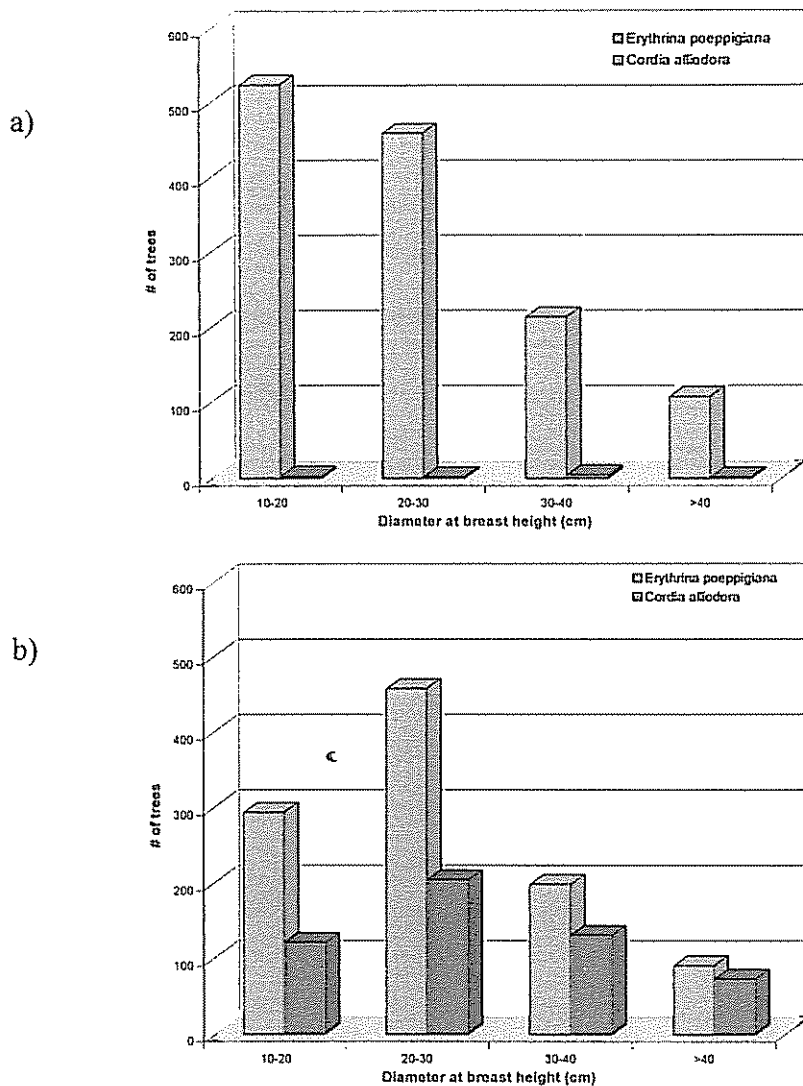 a)
600
500
400
300
200
100
0
# of trees
Erythrina poeppigiana
Cordia alliodora
10-20 20-30 30-40 >40
Diameter at breast height (cm)
b)
600
500
400
300
200
100
0
# of trees
Erythrina poeppigiana
Cordia alliodora
10-20 20-30 30-40 >40
Diameter at breast height (cm)